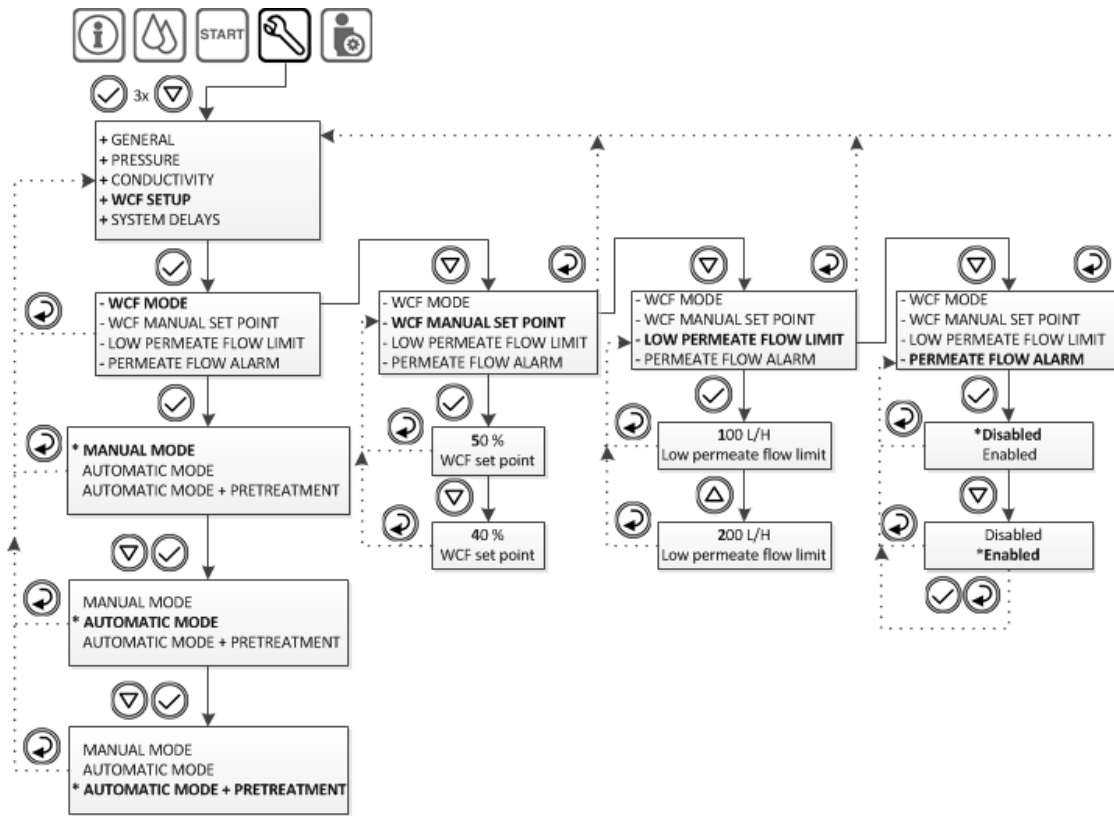 START
3x
+ GENERAL
+ PRESSURE
+ CONDUCTIVITY
+ WCF SETUP
+ SYSTEM DELAYS
- WCF MODE
- WCF MANUAL SET POINT
- LOW PERMEATE FLOW LIMIT
- PERMEATE FLOW ALARM
- WCF MODE
- WCF MANUAL SET POINT
- LOW PERMEATE FLOW LIMIT
- PERMEATE FLOW ALARM
- WCF MODE
- WCF MANUAL SET POINT
- LOW PERMEATE FLOW LIMIT
- PERMEATE FLOW ALARM
- WCF MODE
- WCF MANUAL SET POINT
- LOW PERMEATE FLOW LIMIT
- PERMEATE FLOW ALARM
* MANUAL MODE
AUTOMATIC MODE
AUTOMATIC MODE + PRETREATMENT
50 %
WCF set point
100 L/H
Low permeate flow limit
*Disabled
Enabled
40 %
WCF set point
200 L/H
Low permeate flow limit
Disabled
*Enabled
MANUAL MODE
* AUTOMATIC MODE
AUTOMATIC MODE + PRETREATMENT
MANUAL MODE
AUTOMATIC MODE
* AUTOMATIC MODE + PRETREATMENT